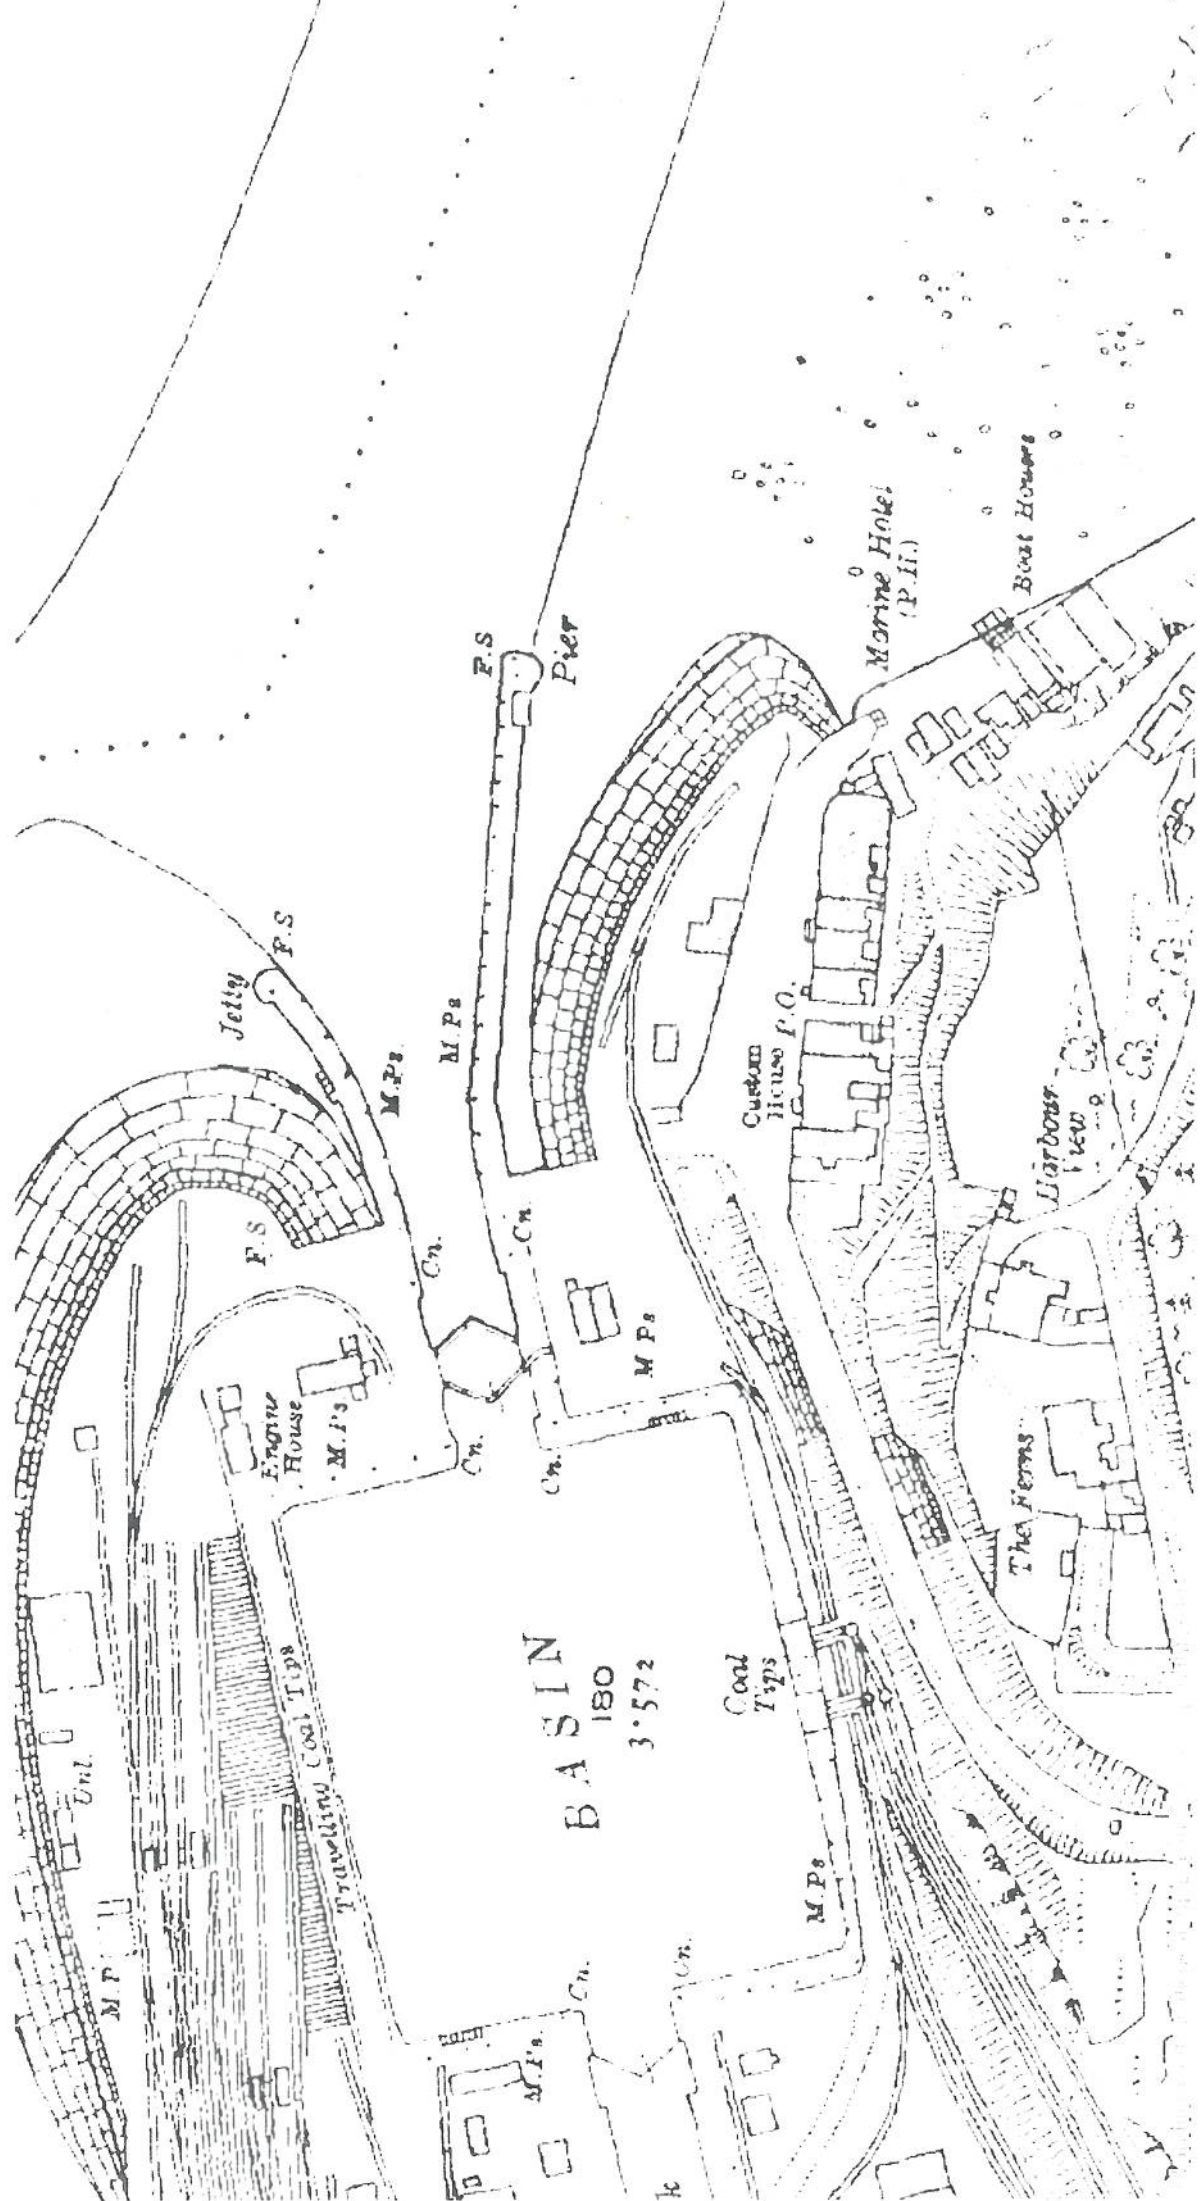 F.S
Pier
Marine Hotel
(P.H.)
Boat Houses
Jetty
F.S
M.Ps.
M.Ps
F.S
Cn.
Cn.
Custom
House
P.O.
Harbour
View
Engine
House
M.Ps
Cn.
Cn.
M.Ps
The Ferns
Travelling Coal Tips
BASIN
180
3·572
Coal
Tips
M.Ps
Cn.
Cn.
M.Ps.
M.P
k